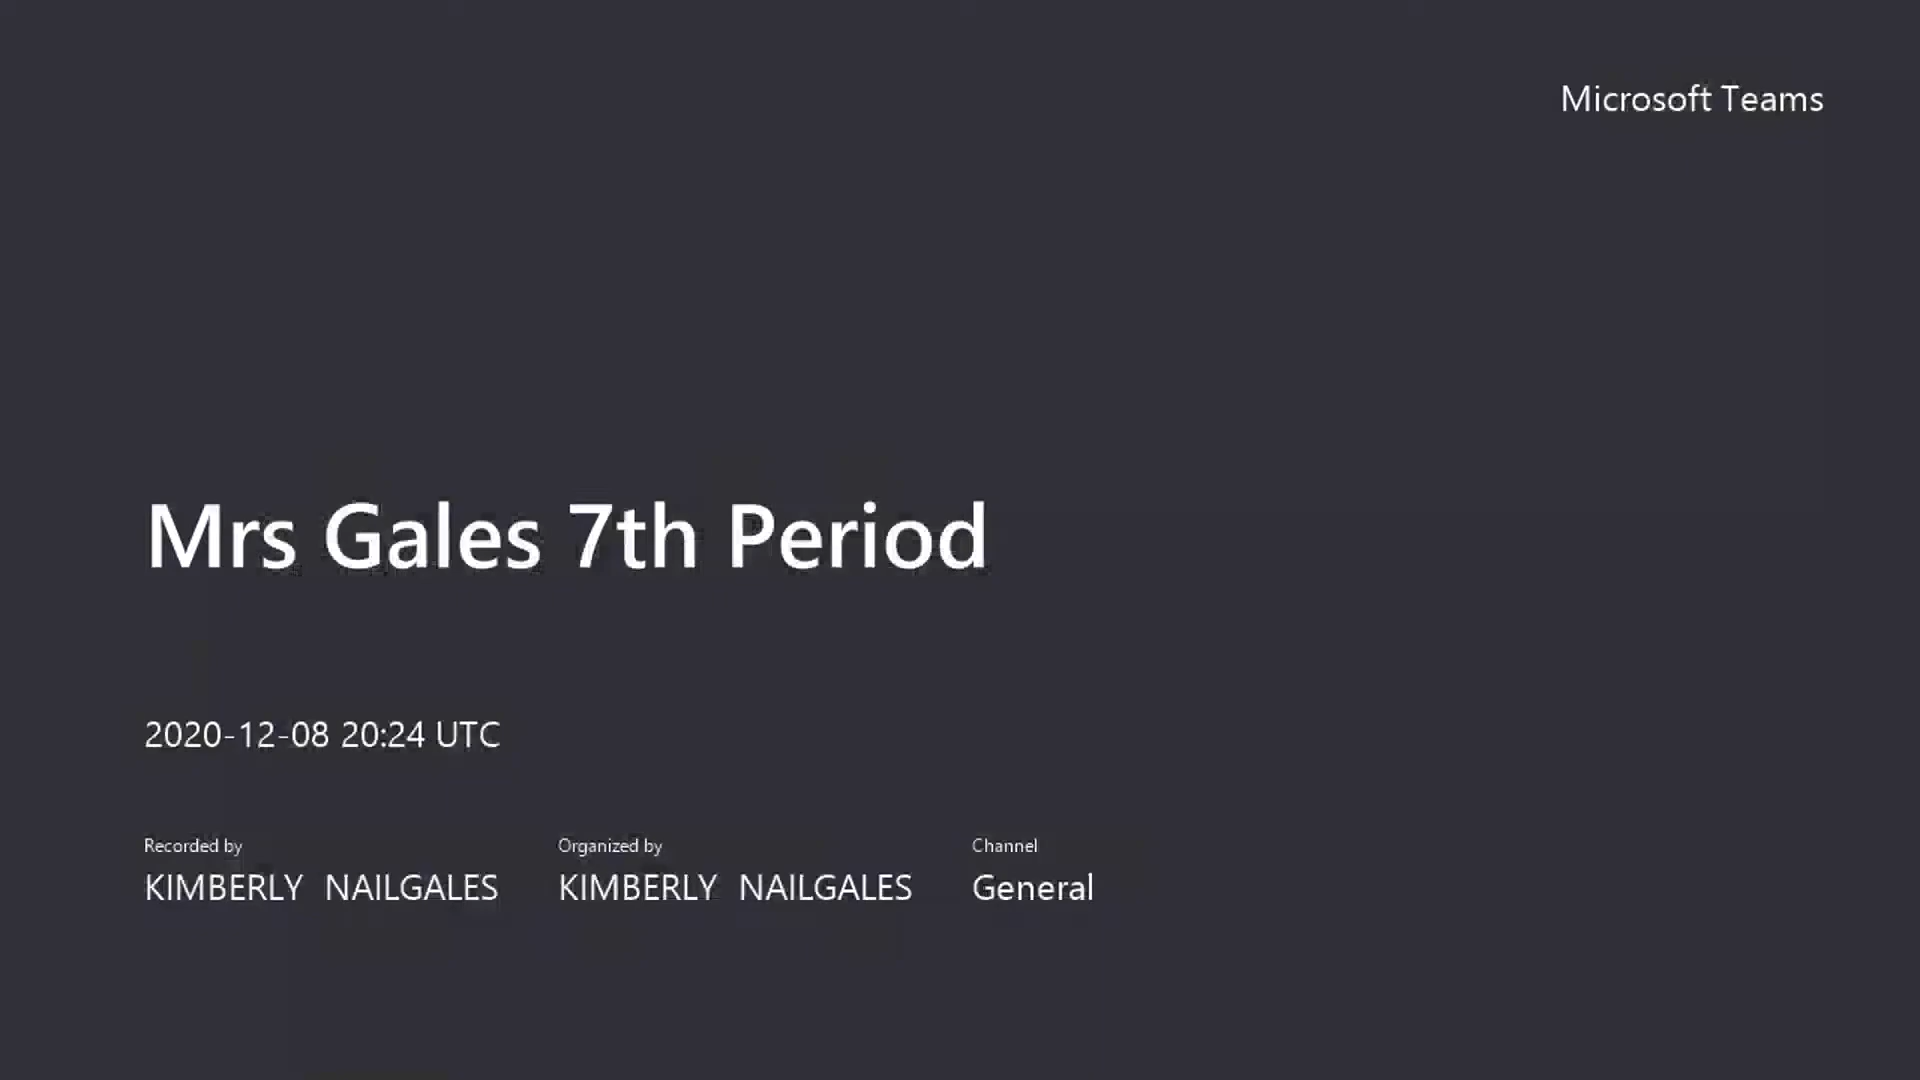 Microsoft Teams
Mrs Gales 7th Period
2020-12-08 20:24 UTC
Recorded by
KIMBERLY NAILGALES
Organized by
KIMBERLY NAILGALES
Channel
General